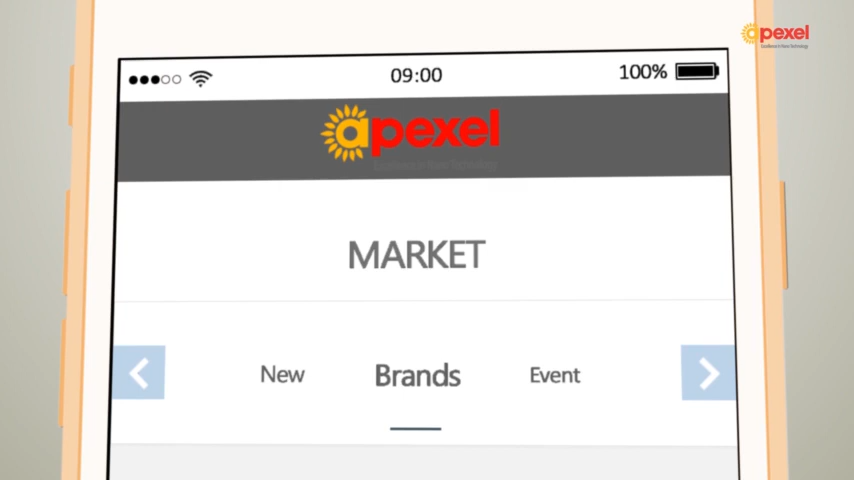 apexel
09:00
100%
apexel
MARKET
New
Brands
Event